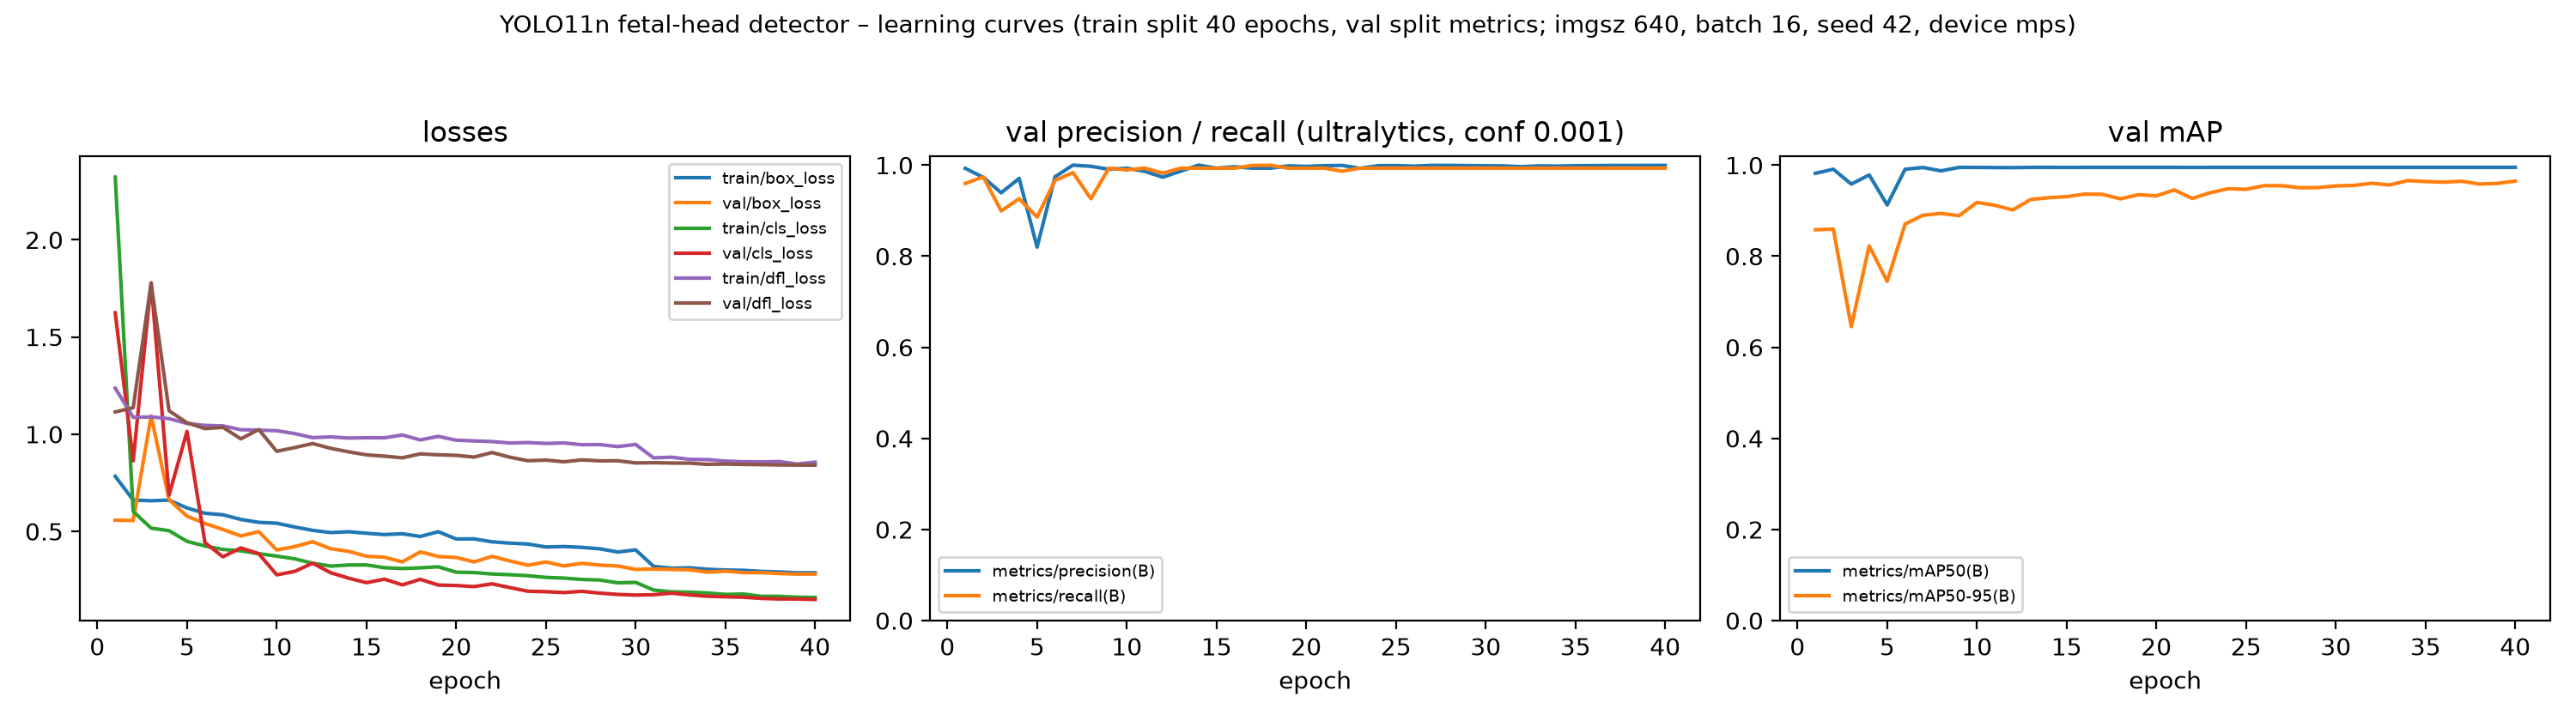 YOLO11n fetal-head detector – learning curves (train split 40 epochs, val split metrics; imgsz 640, batch 16, seed 42, device mps)
losses
2.0
1.5
1.0
0.5
0 5 10 15 20 25 30 35 40
epoch
train/box_loss
val/box_loss
train/cls_loss
val/cls_loss
train/dfl_loss
val/dfl_loss
val precision / recall (ultralytics, conf 0.001)
1.0
0.8
0.6
0.4
0.2
0.0
0 5 10 15 20 25 30 35 40
epoch
metrics/precision(B)
metrics/recall(B)
val mAP
1.0
0.8
0.6
0.4
0.2
0.0
0 5 10 15 20 25 30 35 40
epoch
metrics/mAP50(B)
metrics/mAP50-95(B)